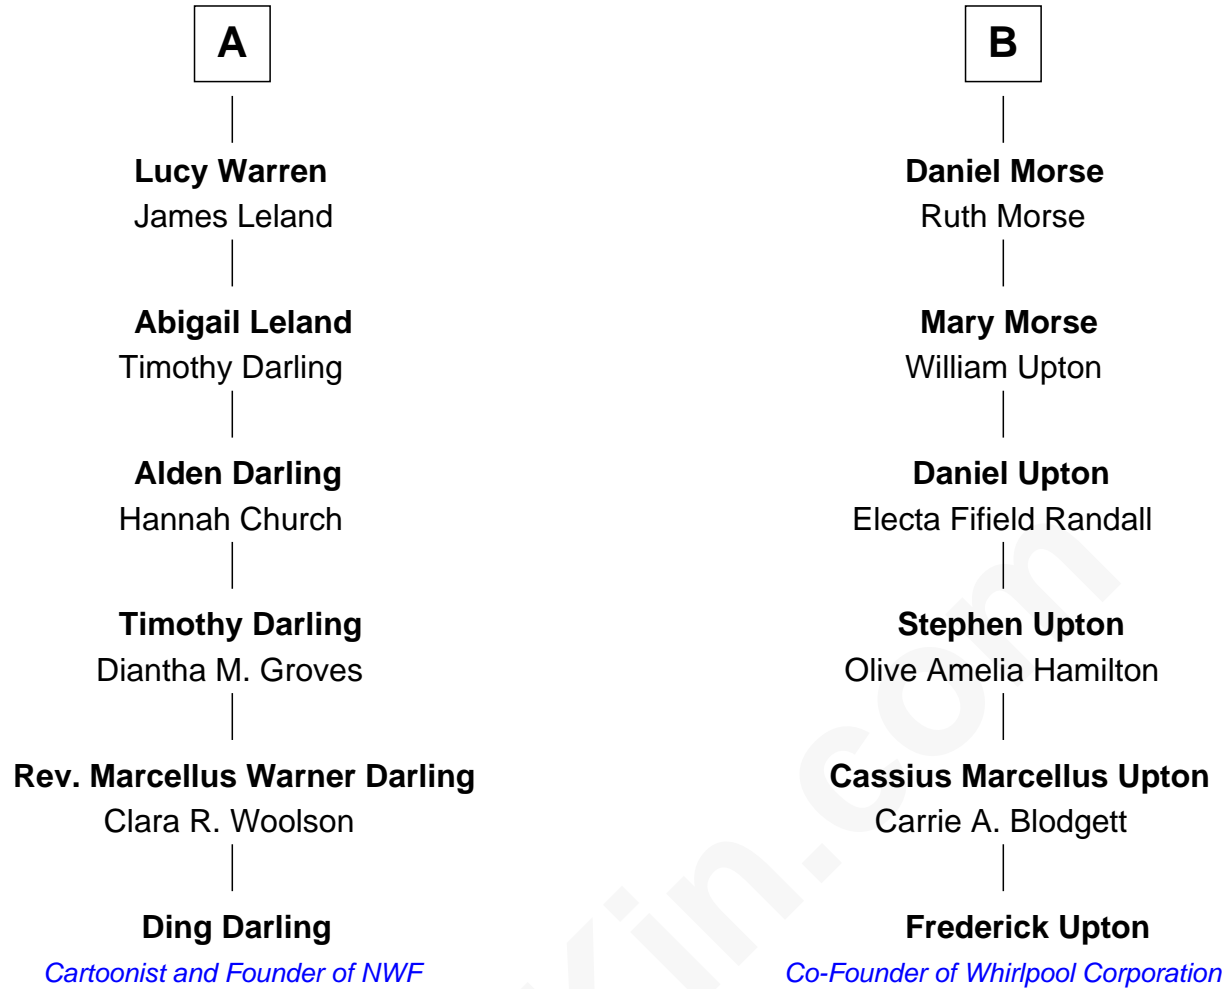 A
Lucy Warren
James Leland
Abigail Leland
Timothy Darling
Alden Darling
Hannah Church
Timothy Darling
Diantha M. Groves
Rev. Marcellus Warner Darling
Clara R. Woolson
Ding Darling
Cartoonist and Founder of NWF
B
Daniel Morse
Ruth Morse
Mary Morse
William Upton
Daniel Upton
Electa Fifield Randall
Stephen Upton
Olive Amelia Hamilton
Cassius Marcellus Upton
Carrie A. Blodgett
Frederick Upton
Co-Founder of Whirlpool Corporation
Kin.com